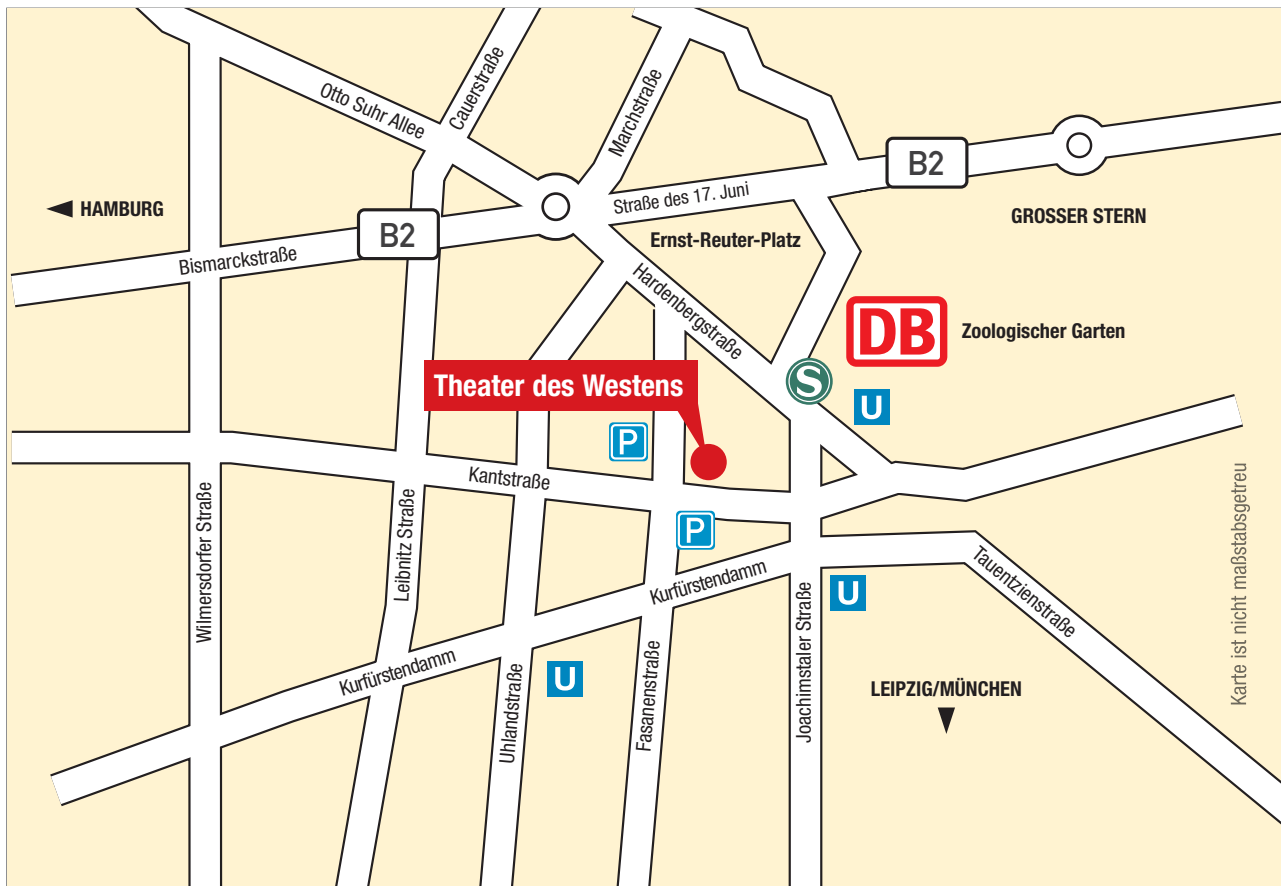 Otto Suhr Allee
Cauerstraße
Marchstraße
B2
Straße des 17. Juni
HAMBURG
GROSSER STERN
B2
Ernst-Reuter-Platz
Bismarckstraße
Hardenbergstraße
DB
Zoologischer Garten
Theater des Westens
S
U
P
Kantstraße
P
Wilmersdorfer Straße
Leibnitz Straße
Kurfürstendamm
U
Tauentzienstraße
Karte ist nicht maßstabsgetreu
Kurfürstendamm
U
Uhlandstraße
Fasanenstraße
Joachimstaler Straße
LEIPZIG/MÜNCHEN